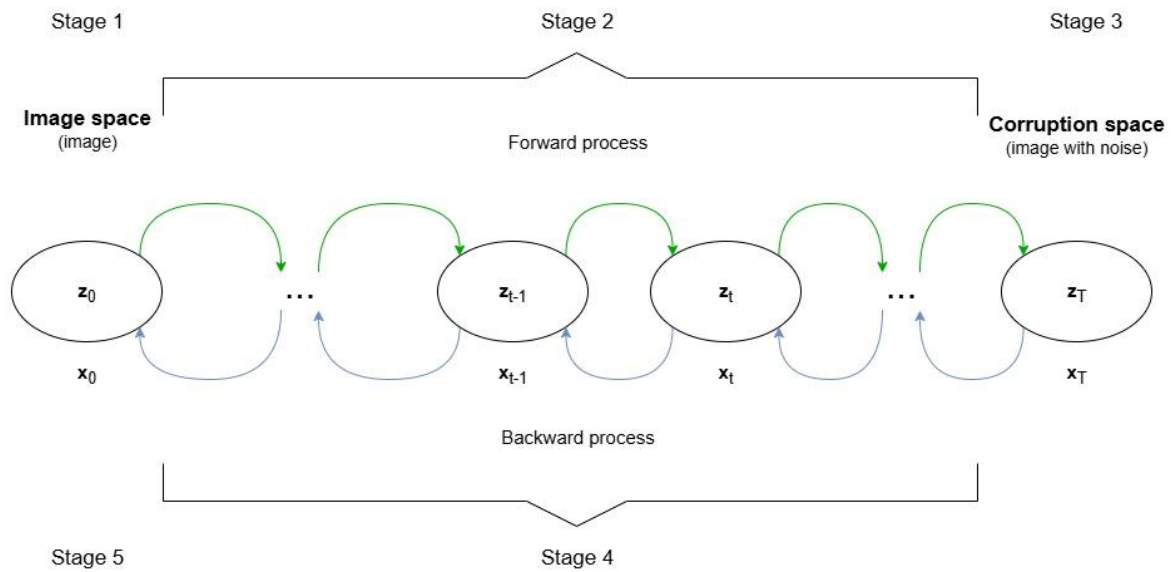 Stage 1 Stage 2 Stage 3
Image space
(image)
Corruption space
(image with noise)
Forward process
z0 ... zt-1 zt ... zT
x0 xt-1 xt xT
Backward process
Stage 5 Stage 4